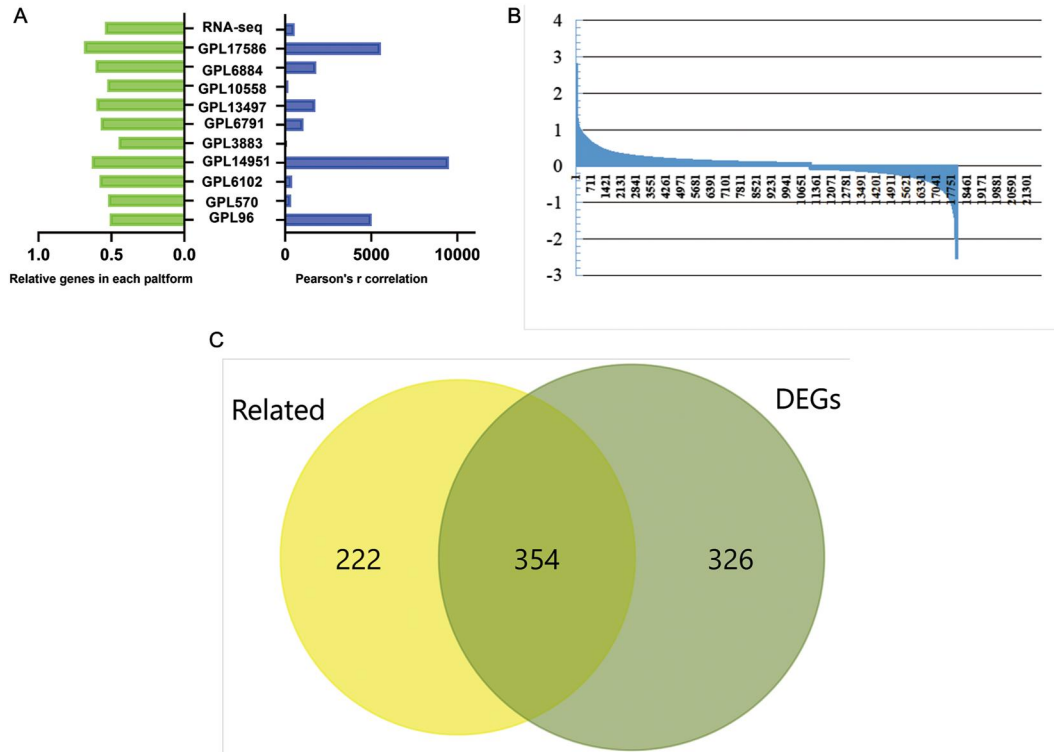 A
RNA-seq
GPL17586
GPL6884
GPL10558
GPL13497
GPL6791
GPL3883
GPL14951
GPL6102
GPL570
GPL96
1.0 0.5 0.0 0 5000 10000
Relative genes in each paltform Pearson's r correlation
B
4
3
2
1
0
-1
-2
-3
1 711 1421 2131 2841 3551 4261 4971 5681 6391 7101 7811 8521 9231 9941 10651 11361 12071 12781 13491 14201 14911 15621 16331 17041 17751 18461 19171 19881 20591 21301
C
Related
DEGs
222 354 326